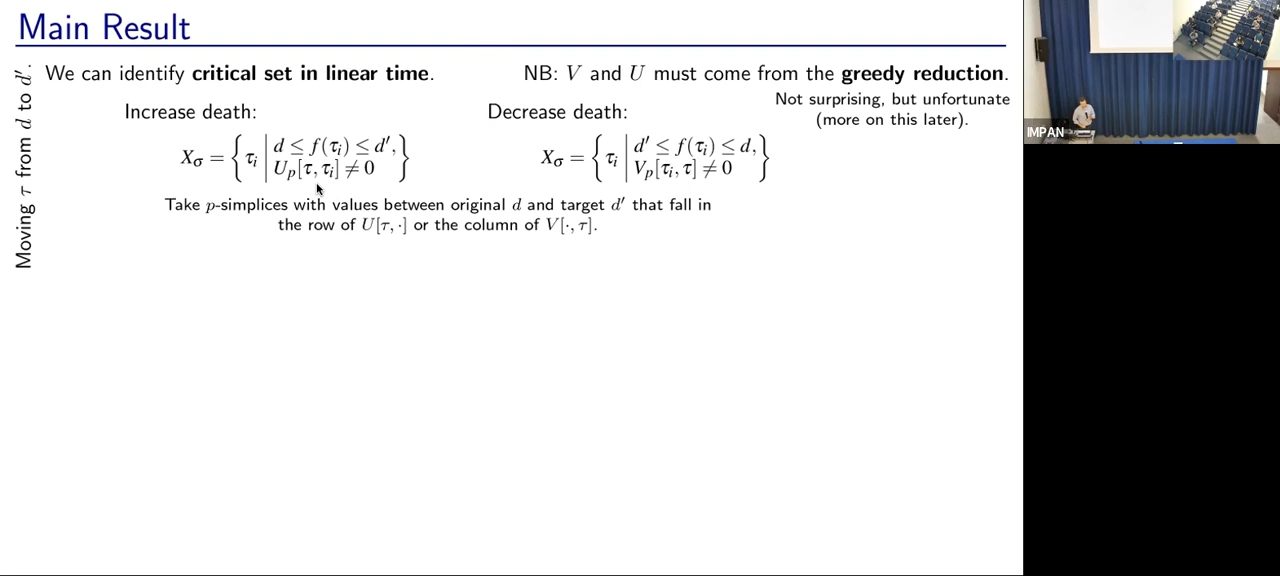 Main Result
Moving τ from d to d′.
We can identify critical set in linear time.
NB: V and U must come from the greedy reduction.
Not surprising, but unfortunate
(more on this later).
Increase death:
X_σ = { τ_i | d ≤ f(τ_i) ≤ d′, U_p[τ, τ_i] ≠ 0 }
Decrease death:
X_σ = { τ_i | d′ ≤ f(τ_i) ≤ d, V_p[τ_i, τ] ≠ 0 }
Take p-simplices with values between original d and target d′ that fall in
the row of U[τ, ·] or the column of V[·, τ].
IMPAN